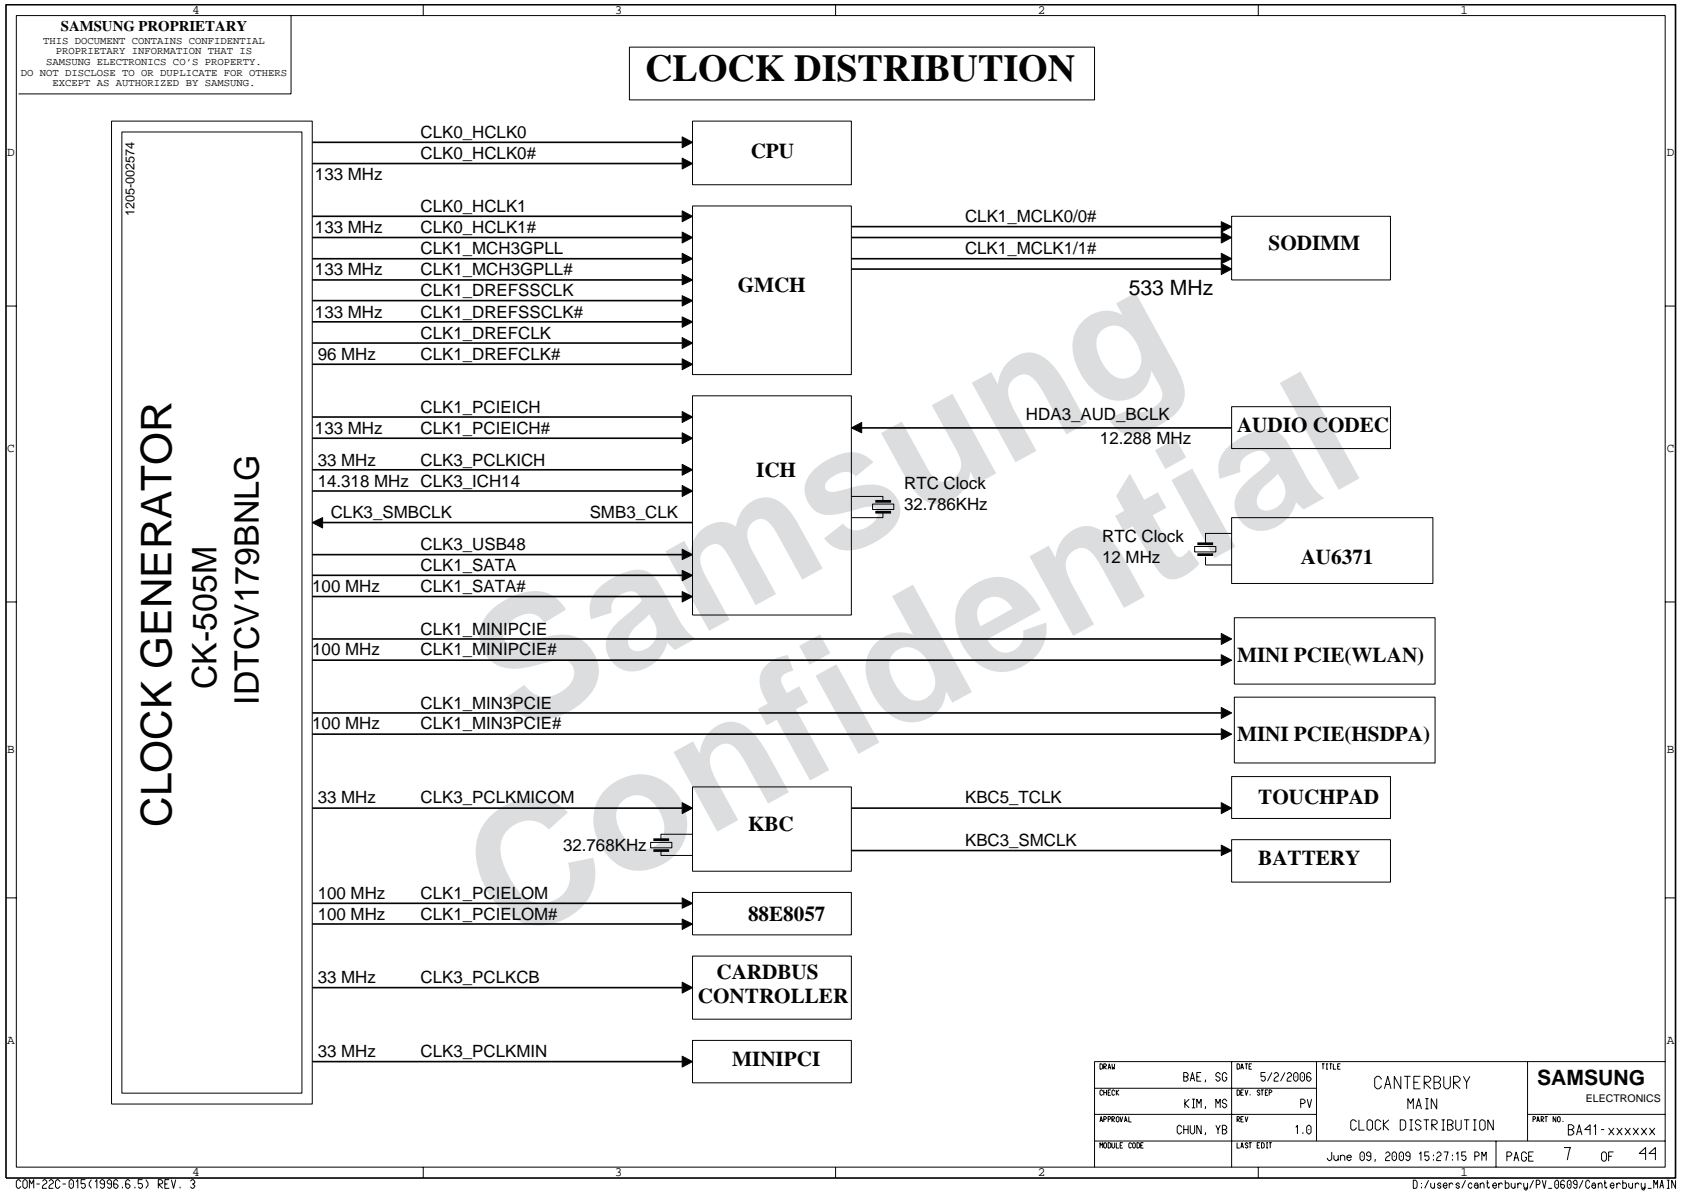 4 3 2 1
SAMSUNG PROPRIETARY
THIS DOCUMENT CONTAINS CONFIDENTIAL
PROPRIETARY INFORMATION THAT IS
SAMSUNG ELECTRONICS CO'S PROPERTY.
DO NOT DISCLOSE TO OR DUPLICATE FOR OTHERS
EXCEPT AS AUTHORIZED BY SAMSUNG.
CLOCK DISTRIBUTION
D D
C C
B B
A A
Samsung
Confidential
1205-002574
CLOCK GENERATOR
CK-505M
IDTCV179BNLG
CLK0_HCLK0
CLK0_HCLK0#
133 MHz
CPU
CLK0_HCLK1
133 MHz CLK0_HCLK1#
CLK1_MCH3GPLL
133 MHz CLK1_MCH3GPLL#
CLK1_DREFSSCLK
133 MHz CLK1_DREFSSCLK#
CLK1_DREFCLK
96 MHz CLK1_DREFCLK#
GMCH
CLK1_MCLK0/0#
CLK1_MCLK1/1#
533 MHz
SODIMM
CLK1_PCIEICH
133 MHz CLK1_PCIEICH#
33 MHz CLK3_PCLKICH
14.318 MHz CLK3_ICH14
CLK3_SMBCLK SMB3_CLK
CLK3_USB48
CLK1_SATA
100 MHz CLK1_SATA#
ICH
HDA3_AUD_BCLK
12.288 MHz
AUDIO CODEC
RTC Clock
32.786KHz
RTC Clock
12 MHz
AU6371
CLK1_MINIPCIE
100 MHz CLK1_MINIPCIE#
MINI PCIE(WLAN)
CLK1_MIN3PCIE
100 MHz CLK1_MIN3PCIE#
MINI PCIE(HSDPA)
33 MHz CLK3_PCLKMICOM
32.768KHz
KBC
KBC5_TCLK
TOUCHPAD
KBC3_SMCLK
BATTERY
100 MHz CLK1_PCIELOM
100 MHz CLK1_PCIELOM#
88E8057
33 MHz CLK3_PCLKCB
CARDBUS
CONTROLLER
33 MHz CLK3_PCLKMIN
MINIPCI
DRAW BAE, SG DATE 5/2/2006
CHECK KIM, MS DEV. STEP PV
APPROVAL CHUN, YB REV 1.0
MODULE CODE LAST EDIT June 09, 2009 15:27:15 PM
TITLE
CANTERBURY
MAIN
CLOCK DISTRIBUTION
SAMSUNG
ELECTRONICS
PART NO. BA41-xxxxxx
PAGE 7 OF 44
4 3 2 1
COM-22C-015(1996.6.5) REV. 3
D:/users/canterbury/PV_0609/Canterbury_MAIN